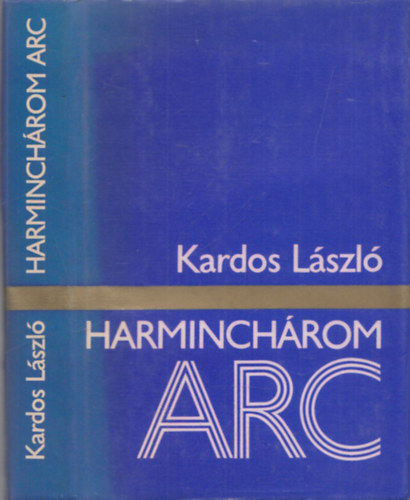 HARMINCHÁROM ARC
Kardos László
Kardos László
HARMINCHÁROM
ARC